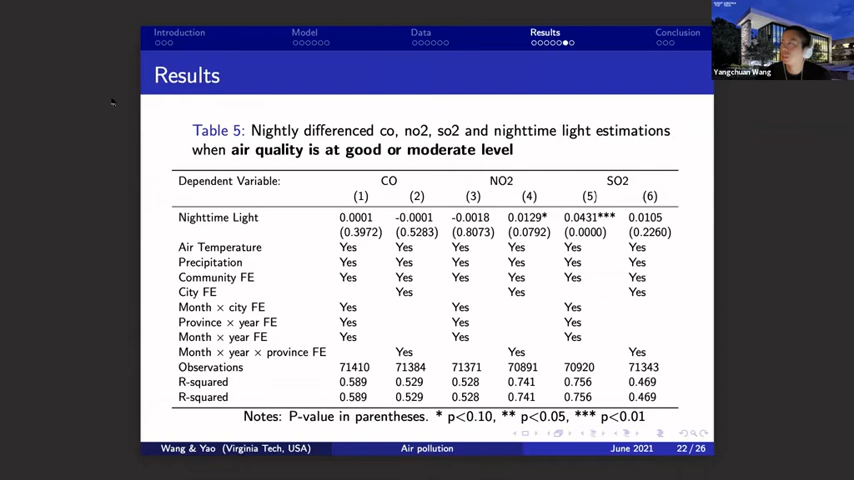 Introduction Model Data Results Conclusion
Results
Table 5: Nightly differenced co, no2, so2 and nighttime light estimations
when air quality is at good or moderate level
Dependent Variable: CO NO2 SO2
(1) (2) (3) (4) (5) (6)
Nighttime Light 0.0001 -0.0001 -0.0018 0.0129* 0.0431*** 0.0105
(0.3972) (0.5283) (0.8073) (0.0792) (0.0000) (0.2260)
Air Temperature Yes Yes Yes Yes Yes Yes
Precipitation Yes Yes Yes Yes Yes Yes
Community FE Yes Yes Yes Yes Yes Yes
City FE Yes Yes Yes
Month × city FE Yes Yes Yes
Province × year FE Yes Yes Yes
Month × year FE Yes Yes Yes
Month × year × province FE Yes Yes Yes
Observations 71410 71384 71371 70891 70920 71343
R-squared 0.589 0.529 0.528 0.741 0.756 0.469
R-squared 0.589 0.529 0.528 0.741 0.756 0.469
Notes: P-value in parentheses. * p<0.10, ** p<0.05, *** p<0.01
Wang & Yao (Virginia Tech, USA) Air pollution June 2021 22 / 26
Yangchuan Wang